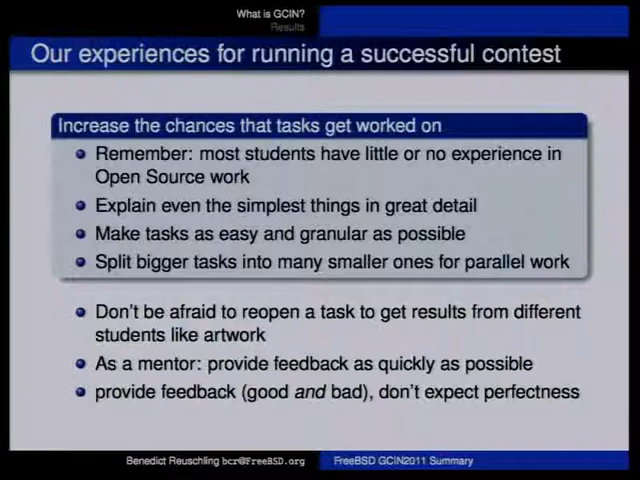 What is GCIN?
Results
Our experiences for running a successful contest
Increase the chances that tasks get worked on
Remember: most students have little or no experience in
Open Source work
Explain even the simplest things in great detail
Make tasks as easy and granular as possible
Split bigger tasks into many smaller ones for parallel work
Don't be afraid to reopen a task to get results from different
students like artwork
As a mentor: provide feedback as quickly as possible
provide feedback (good and bad), don't expect perfectness
Benedict Reuschling bcr@FreeBSD.org FreeBSD GCIN2011 Summary